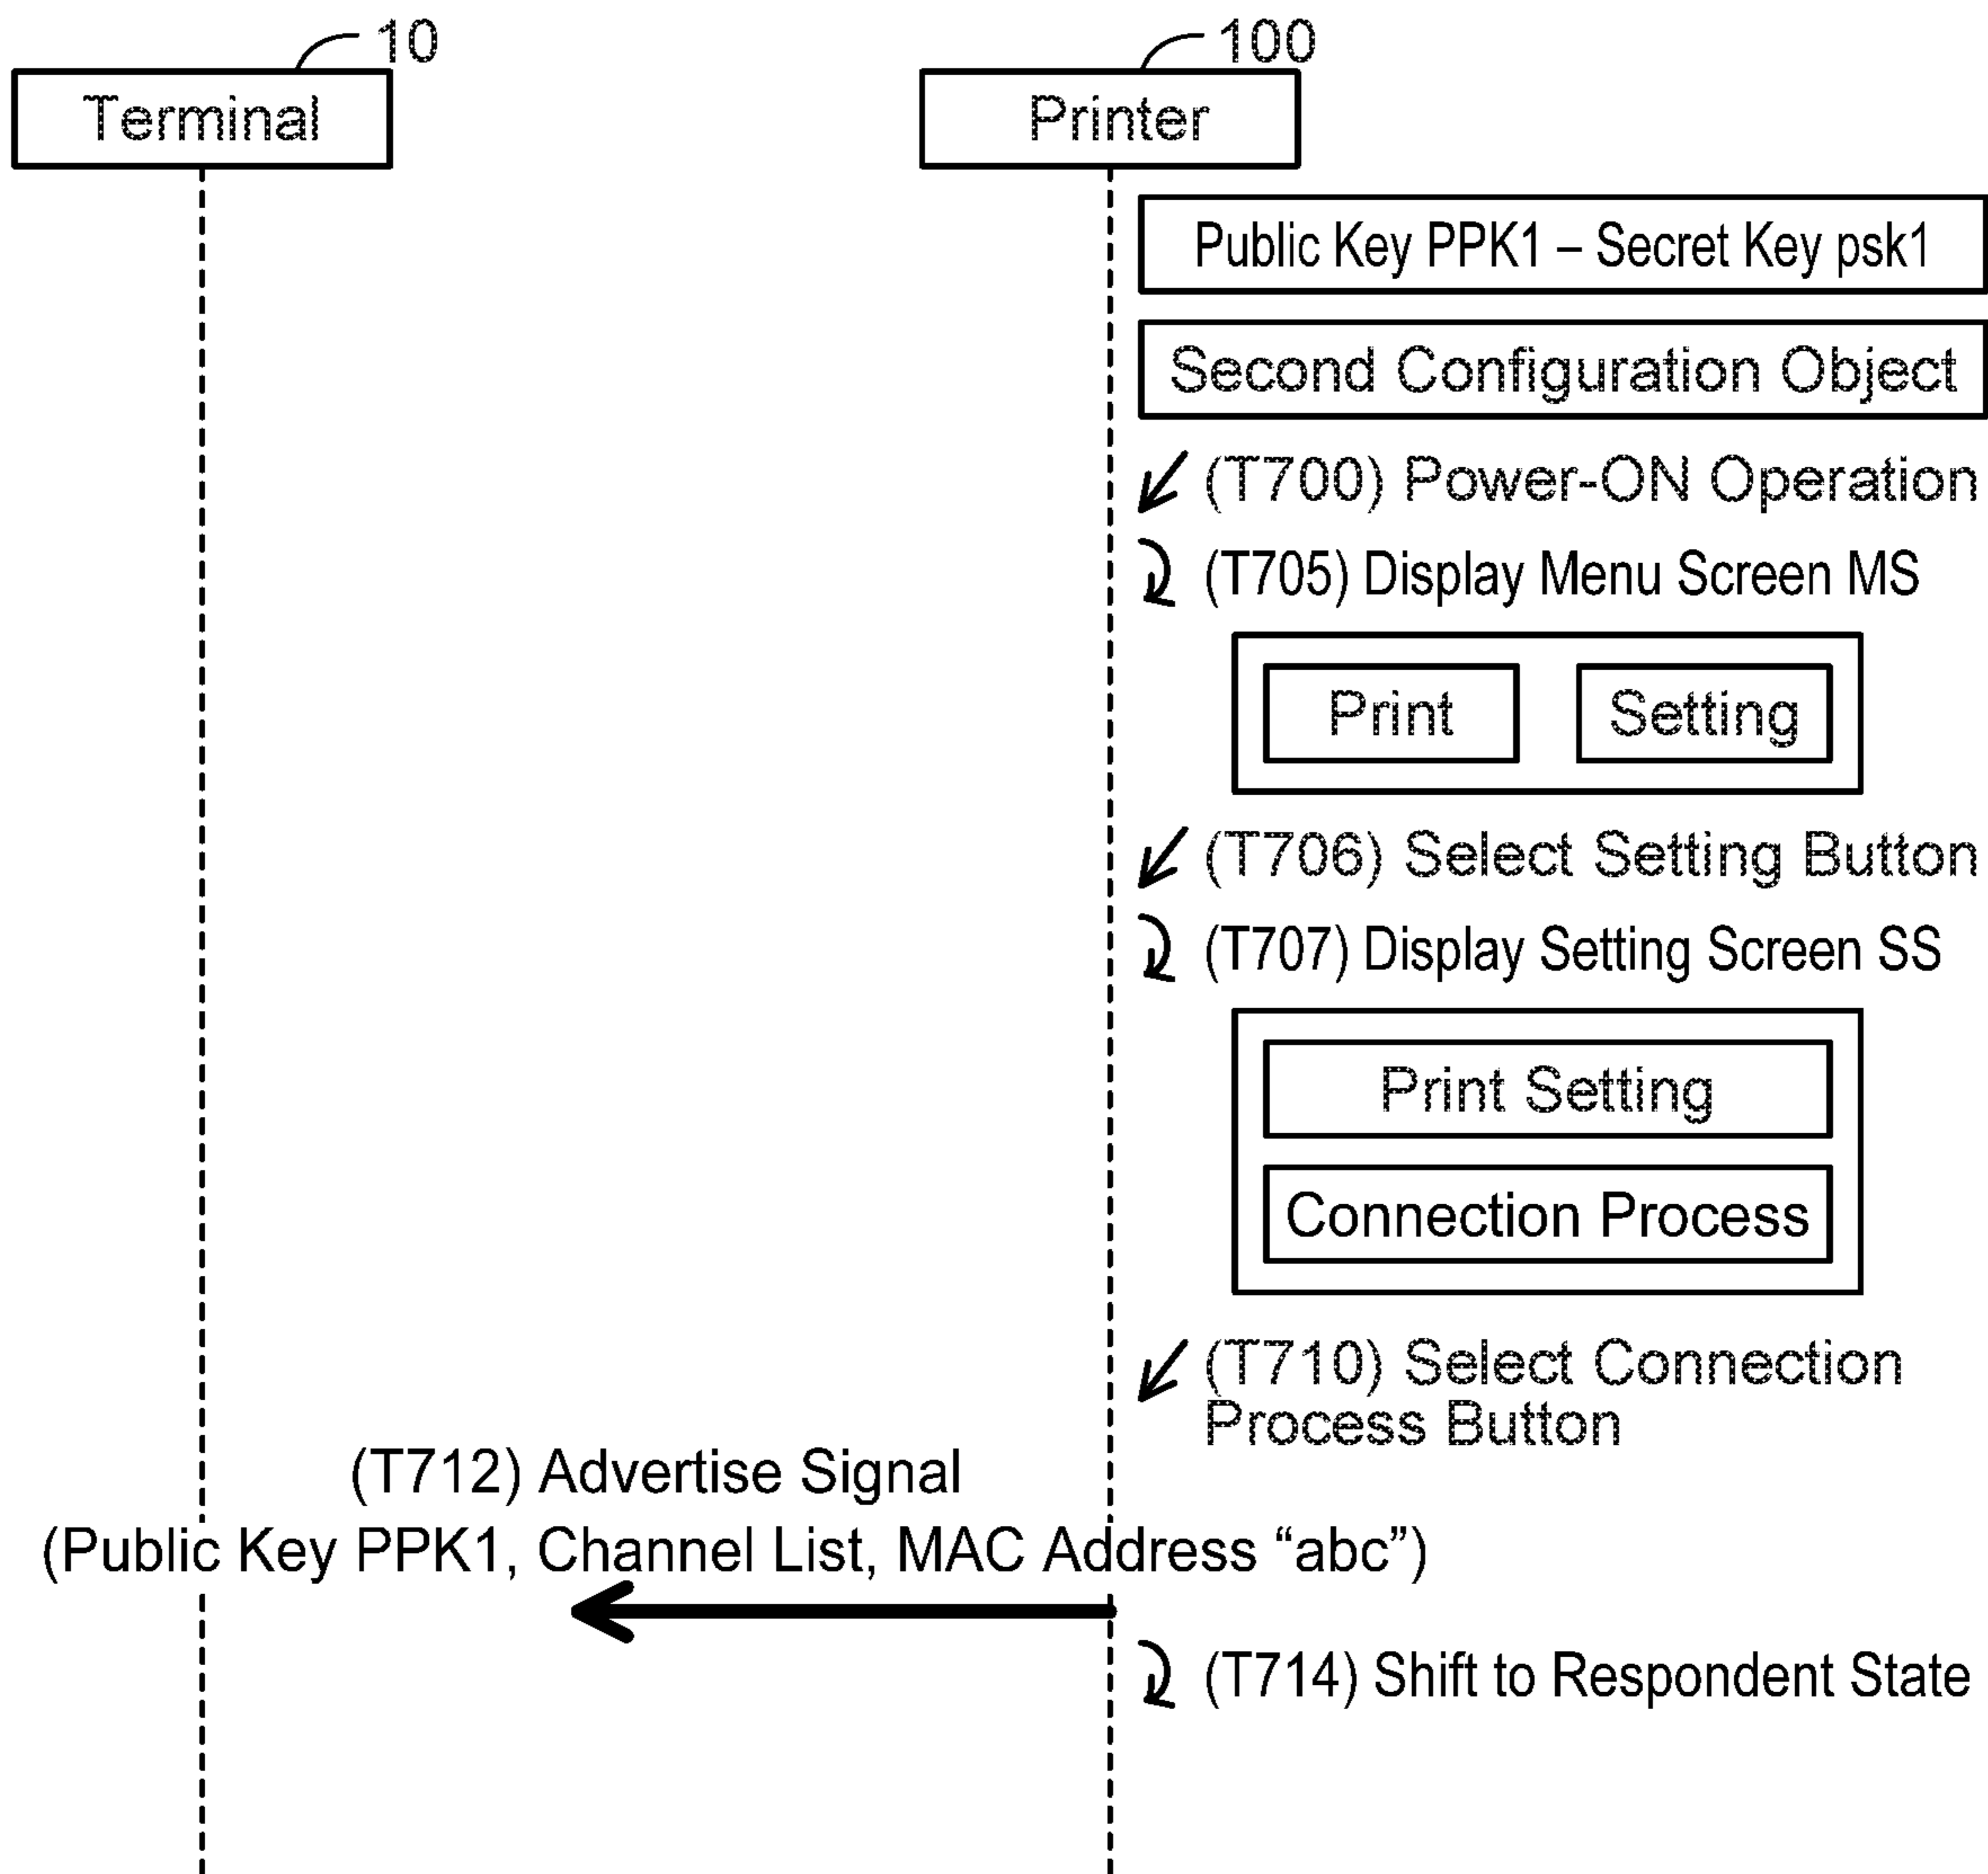 10
100
Terminal
Printer
Public Key PPK1 – Secret Key psk1
Second Configuration Object
(T700) Power-ON Operation
(T705) Display Menu Screen MS
Print
Setting
(T706) Select Setting Button
(T707) Display Setting Screen SS
Print Setting
Connection Process
(T710) Select Connection
Process Button
(T712) Advertise Signal
(Public Key PPK1, Channel List, MAC Address “abc”)
(T714) Shift to Respondent State